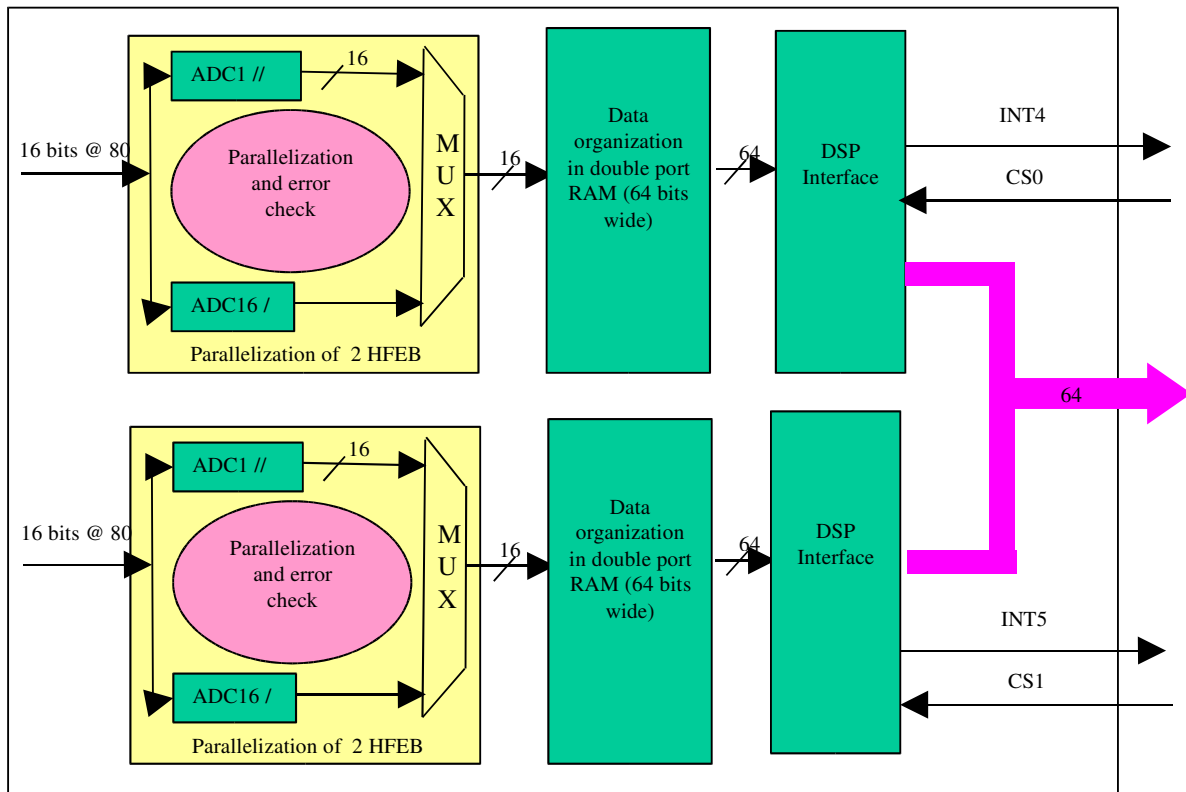 16 bits @ 80
ADC1 //
16
Parallelization
and error
check
ADC16 /
M
U
X
Parallelization of 2 HFEB
16
Data
organization
in double port
RAM (64 bits
wide)
64
DSP
Interface
INT4
CS0
64
16 bits @ 80
ADC1 //
16
Parallelization
and error
check
ADC16 /
M
U
X
Parallelization of 2 HFEB
16
Data
organization
in double port
RAM (64 bits
wide)
64
DSP
Interface
INT5
CS1